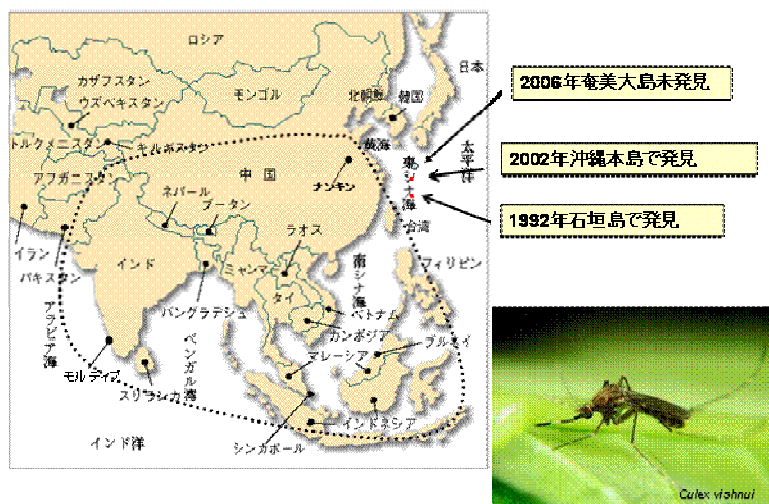 ロシア
日本
カザフスタン
ウズベキスタン
モンゴル
北朝鮮
韓国
2006年奄美大島未発見
トルクメニスタン
キルギスタン
黄海
太平洋
2002年沖縄本島で発見
アフガニスタン
中国
ナンキン
東シナ海
ネパール
ブータン
1992年石垣島で発見
台湾
イラン
パキスタン
インド
ミャンマー
ラオス
南シナ海
フィリピン
タイ
バングラデシュ
ベトナム
アラビア海
ベンガル湾
カンボジア
ブルネイ
マレーシア
モルディブ
スリランカ
インドネシア
インド洋
シンガポール
Culex vishnui